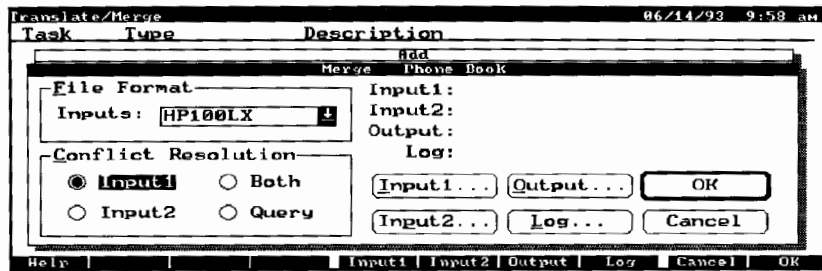 Translate/Merge 06/14/93 9:58 am
Task Type Description
Add
Merge Phone Book
File Format
Inputs: HP100LX
Input1:
Input2:
Output:
Log:
Conflict Resolution
Input1 Both
Input2 Query
Input1... Output... OK
Input2... Log... Cancel
Help Input1 Input2 Output Log Cancel OK